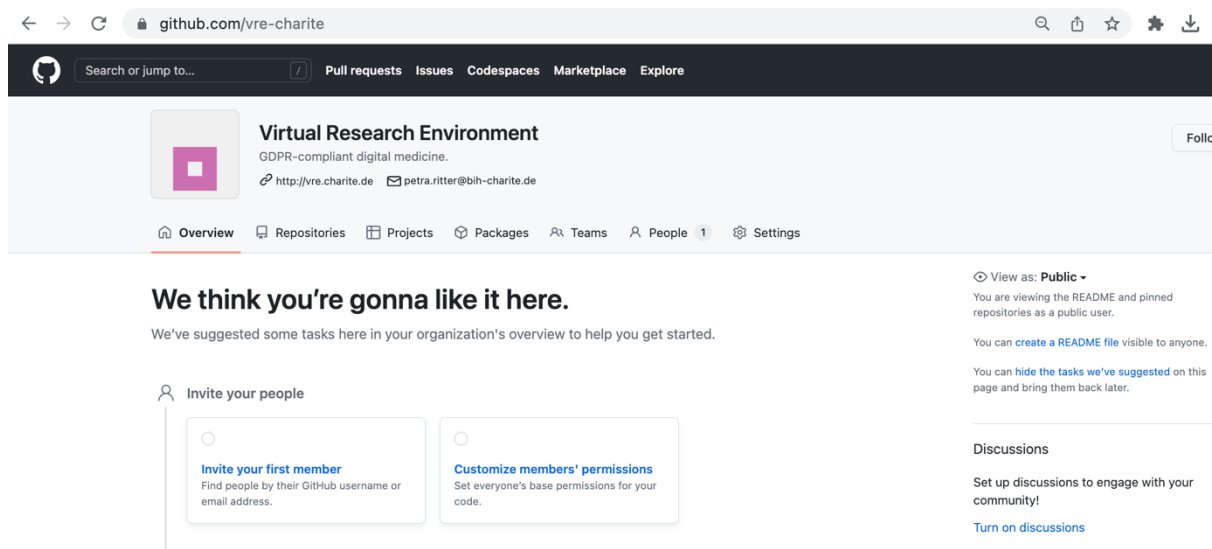 github.com/vre-charite
Search or jump to... / Pull requests Issues Codespaces Marketplace Explore
Virtual Research Environment
GDPR-compliant digital medicine.
http://vre.charite.de petra.ritter@bih-charite.de
Follo
Overview Repositories Projects Packages Teams People 1 Settings
We think you’re gonna like it here.
We’ve suggested some tasks here in your organization's overview to help you get started.
Invite your people
Invite your first member
Find people by their GitHub username or
email address.
Customize members' permissions
Set everyone’s base permissions for your
code.
View as: Public
You are viewing the README and pinned
repositories as a public user.
You can create a README file visible to anyone.
You can hide the tasks we've suggested on this
page and bring them back later.
Discussions
Set up discussions to engage with your
community!
Turn on discussions